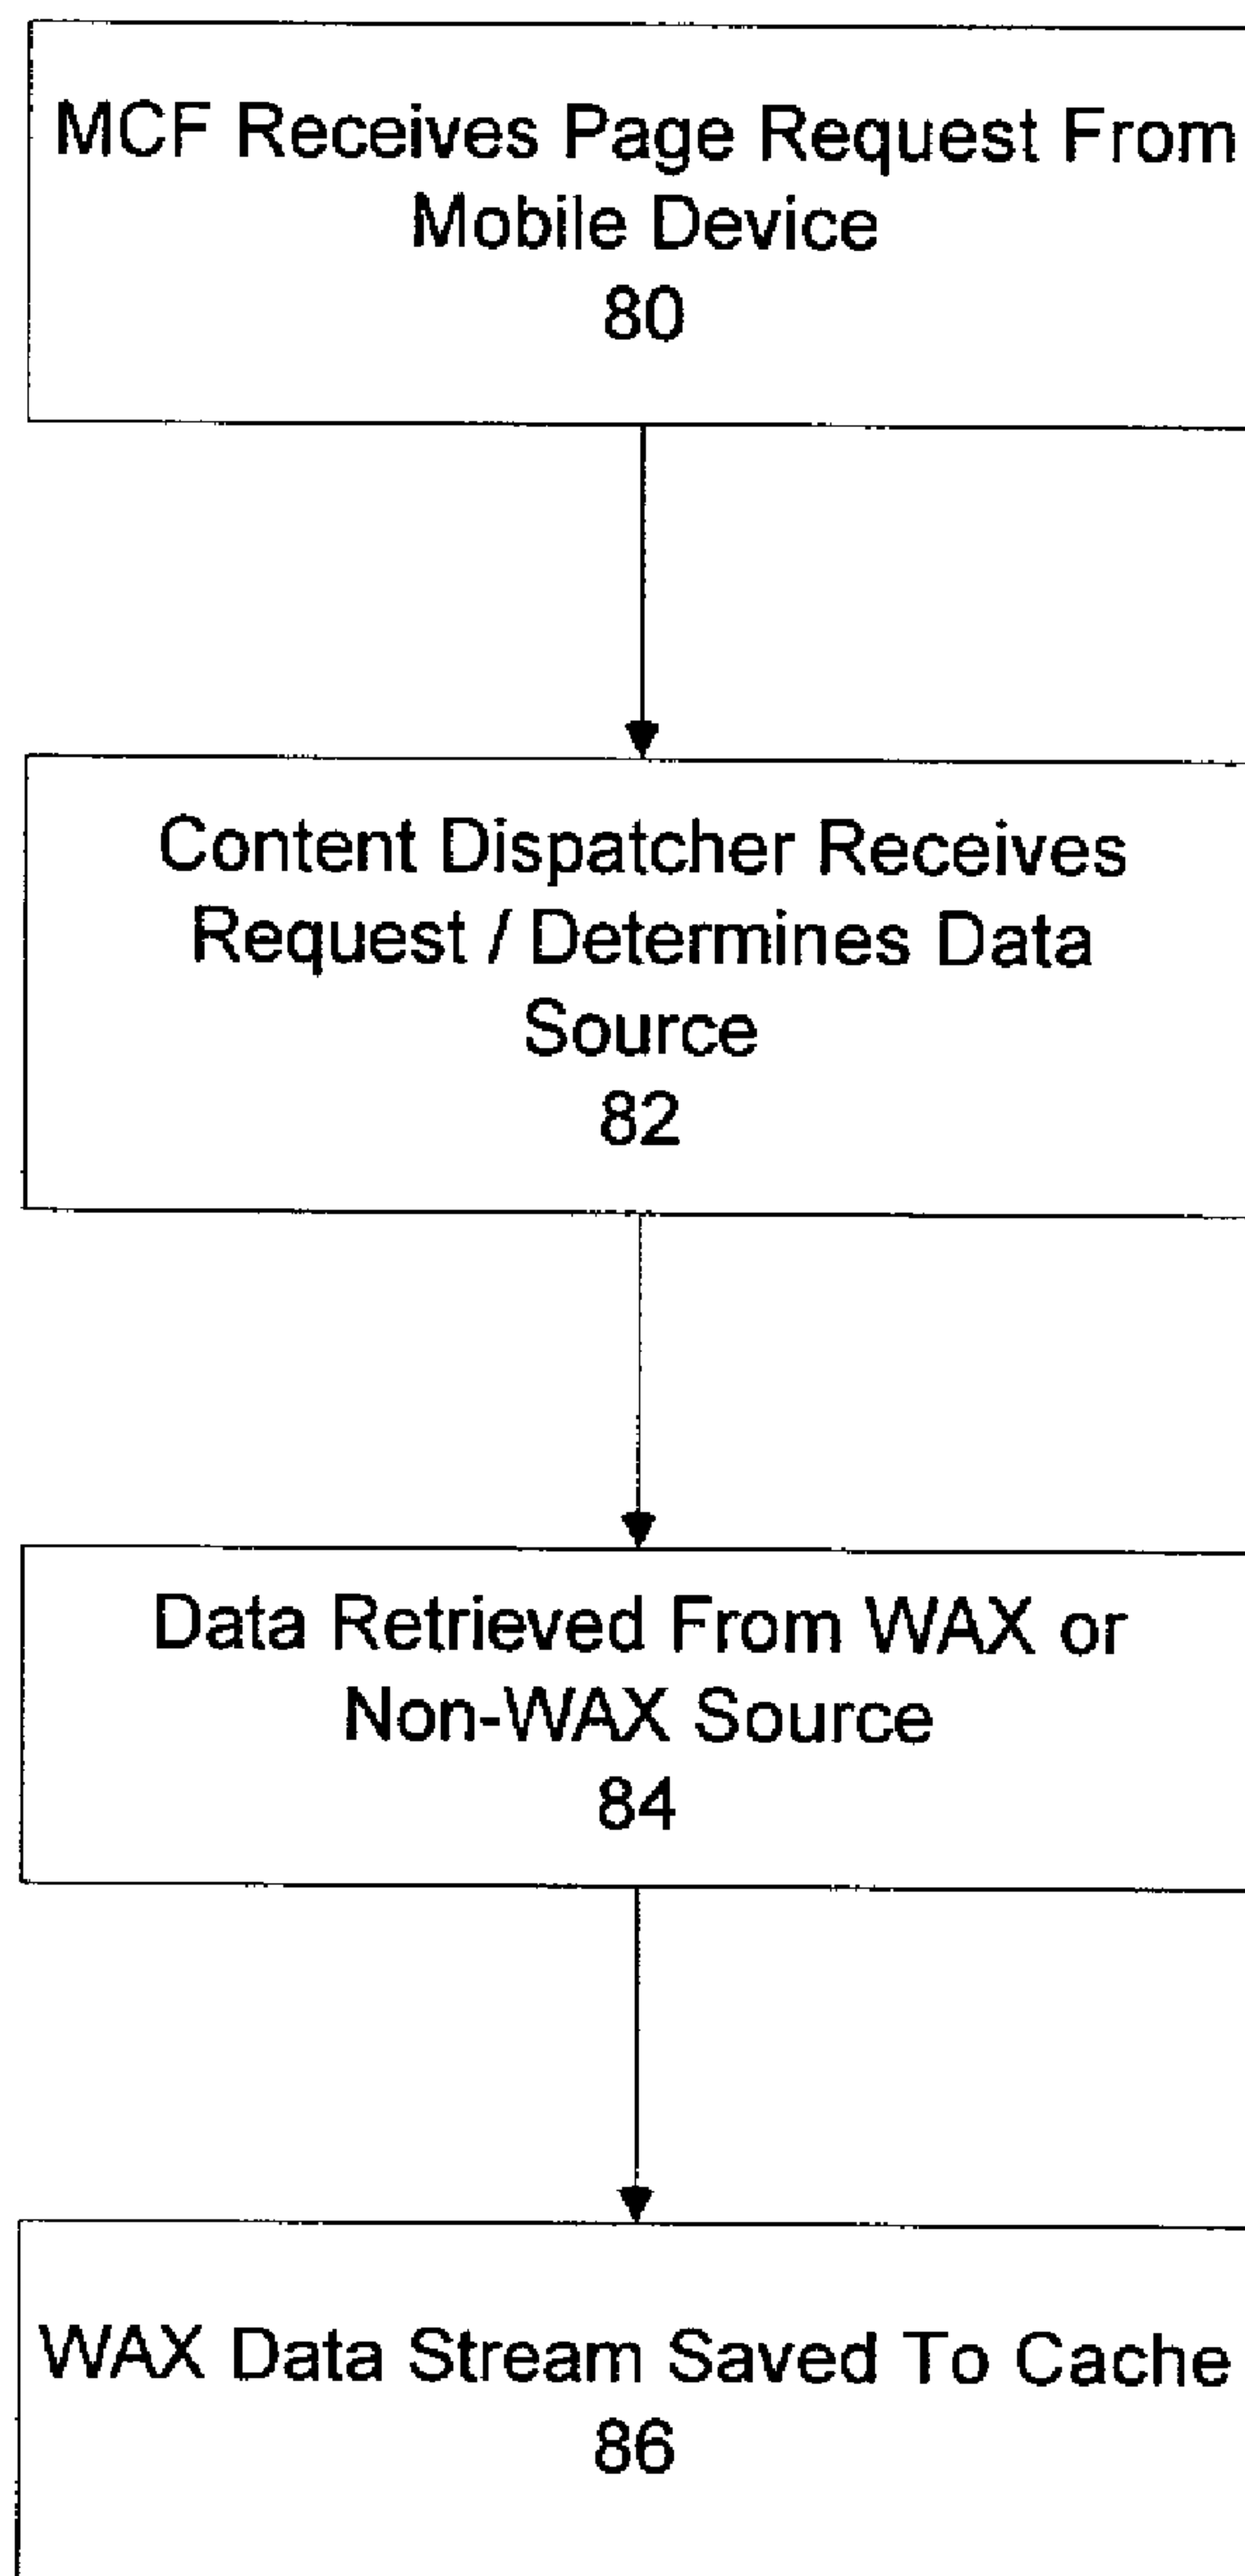 MCF Receives Page Request From
Mobile Device
80
Content Dispatcher Receives
Request / Determines Data
Source
82
Data Retrieved From WAX or
Non-WAX Source
84
WAX Data Stream Saved To Cache
86